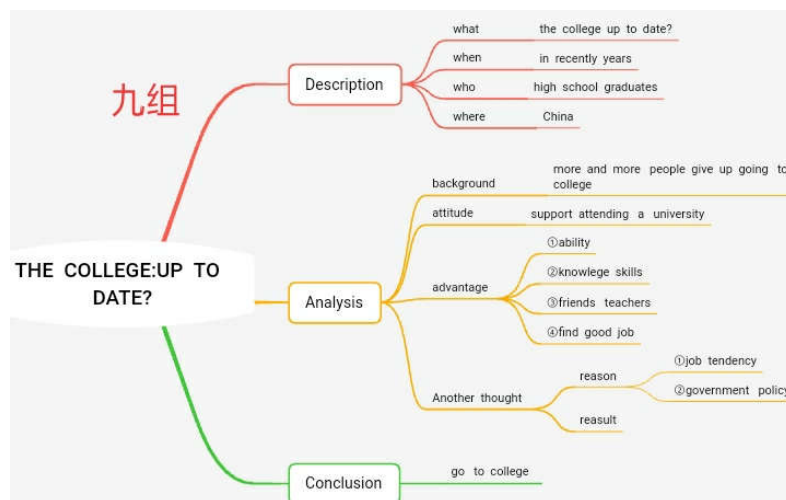 九组
THE COLLEGE:UP TO
DATE?
Description
what
the college up to date?
when
in recently years
who
high school graduates
where
China
Analysis
background
more and more people give up going to
college
attitude
support attending a university
advantage
①ability
②knowlege skills
③friends teachers
④find good job
Another thought
reason
①job tendency
②government policy
reasult
Conclusion
go to college